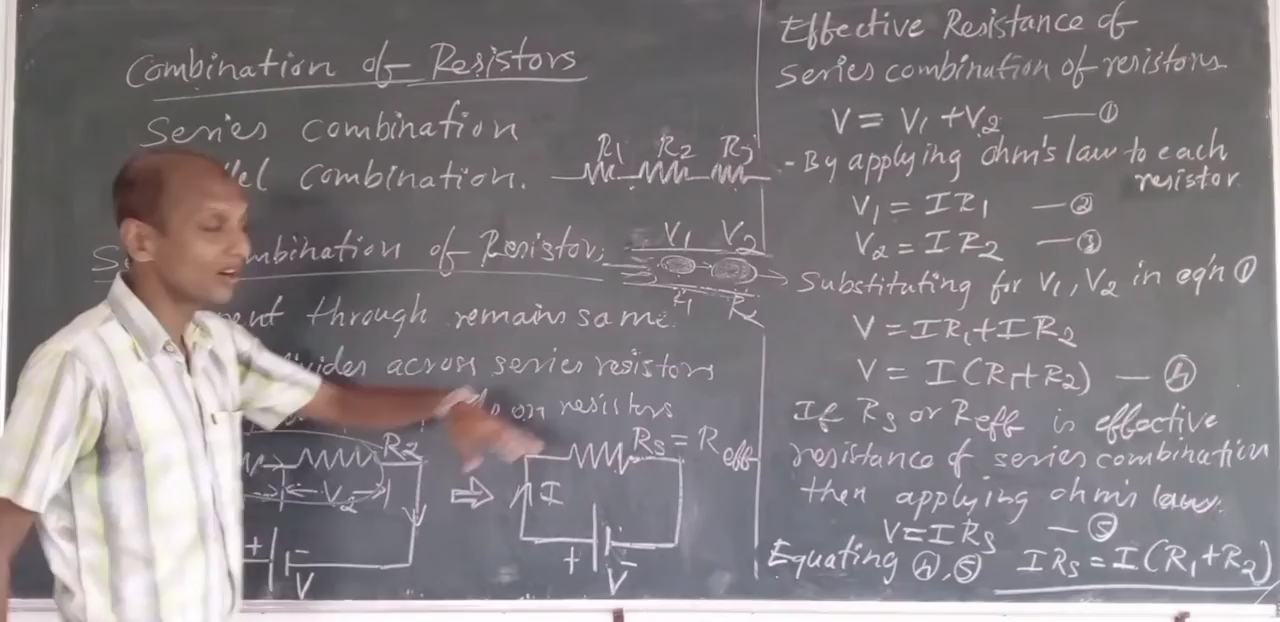 Combination of Resistors
Series Combination
Combination.
R1 R2 R3
Combination of Resistors
V1 V2
through remains same.
across series resistors
on resistors
R2
V2
+ - V
I
Rs = Reff
+ - V
Effective Resistance of
series combination of resistors
V = V1 + V2 — ①
- By applying ohm's law to each
resistor.
V1 = IR1 — ②
V2 = IR2 — ③
Substituting for V1, V2 in eq'n ①
V = IR1 + IR2
V = I(R1+R2) — ④
If Rs or Reff is effective
resistance of series combination
then applying ohm's law.
V = IRs — ⑤
Equating ④, ⑤ IRs = I(R1+R2)